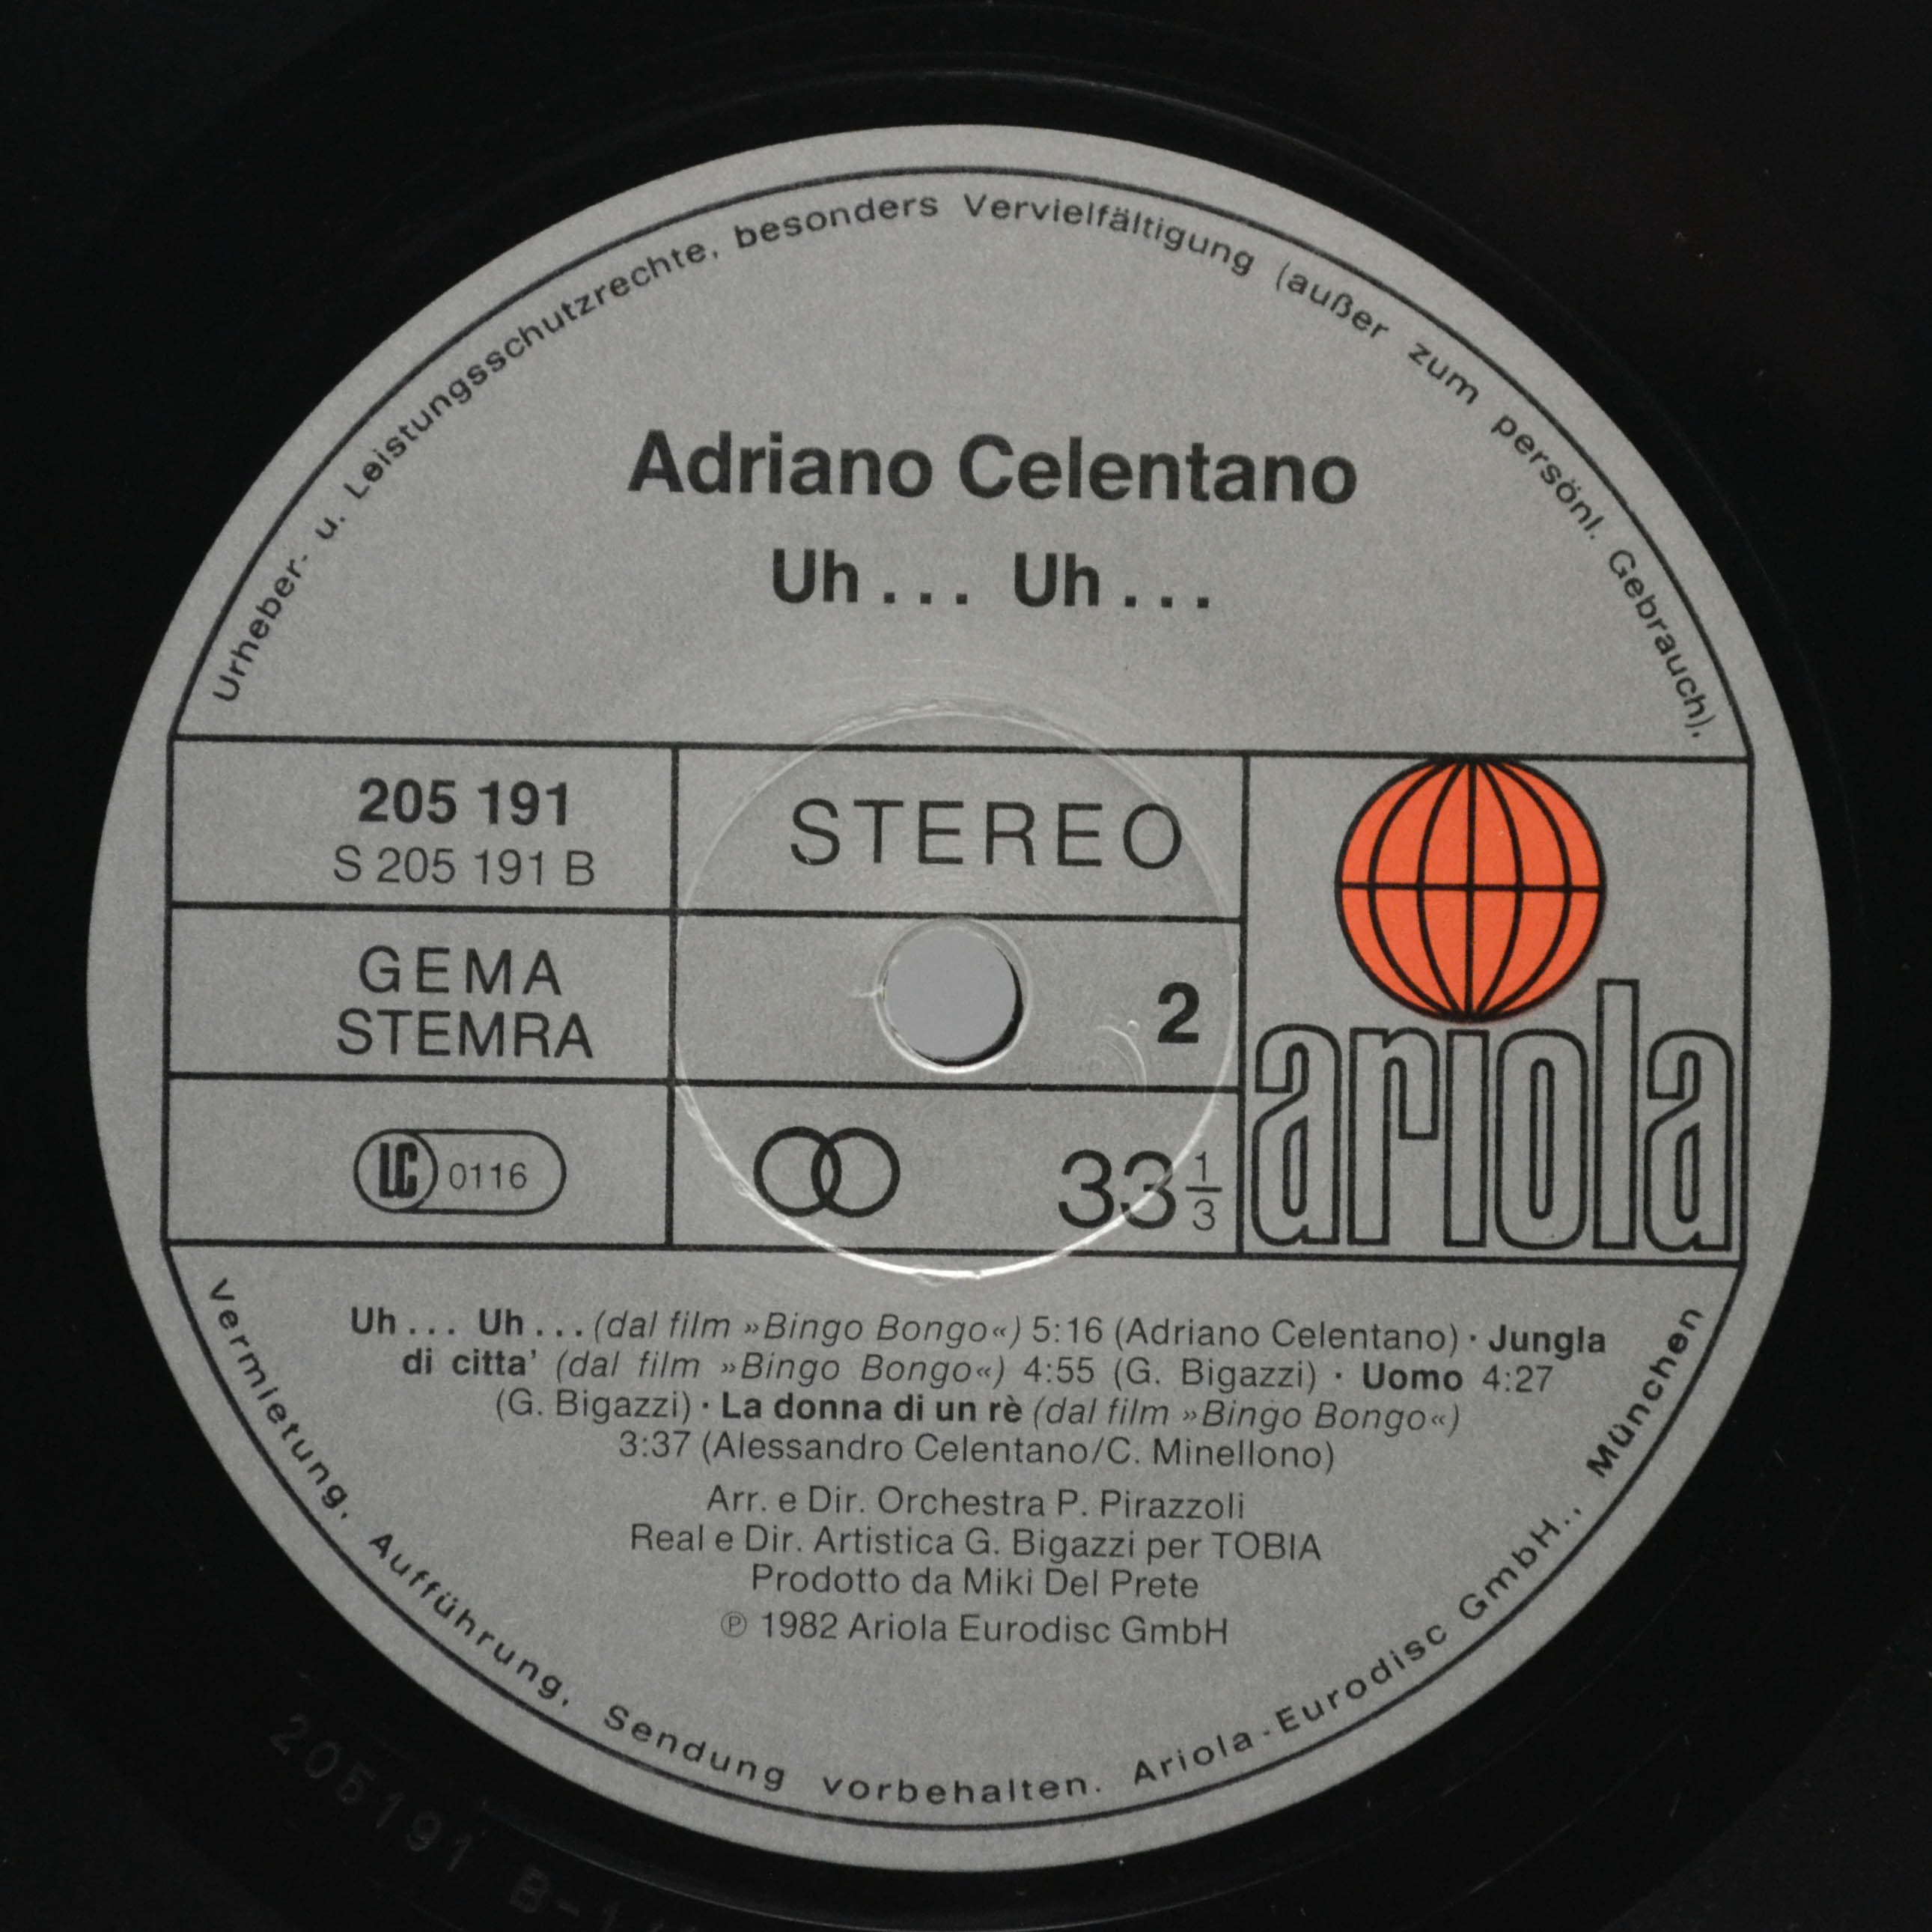 Urheber- u. Leistungsschutzrechte, besonders Vervielfältigung (außer zum persönl. Gebrauch),
Adriano Celentano
Uh... Uh...
205 191
S 205 191 B
STEREO
GEMA
STEMRA
2
LC 0116
33 1/3
ariola
Uh... Uh... (dal film »Bingo Bongo«) 5:16 (Adriano Celentano) · Jungla
di citta' (dal film »Bingo Bongo«) 4:55 (G. Bigazzi) · Uomo 4:27
(G. Bigazzi) · La donna di un rè (dal film »Bingo Bongo«)
3:37 (Alessandro Celentano/C. Minellono)
Arr. e Dir. Orchestra P. Pirazzoli
Real e Dir. Artistica G. Bigazzi per TOBIA
Prodotto da Miki Del Prete
℗ 1982 Ariola Eurodisc GmbH
Vermietung, Aufführung, Sendung vorbehalten. Ariola-Eurodisc GmbH., München
205191 B-1